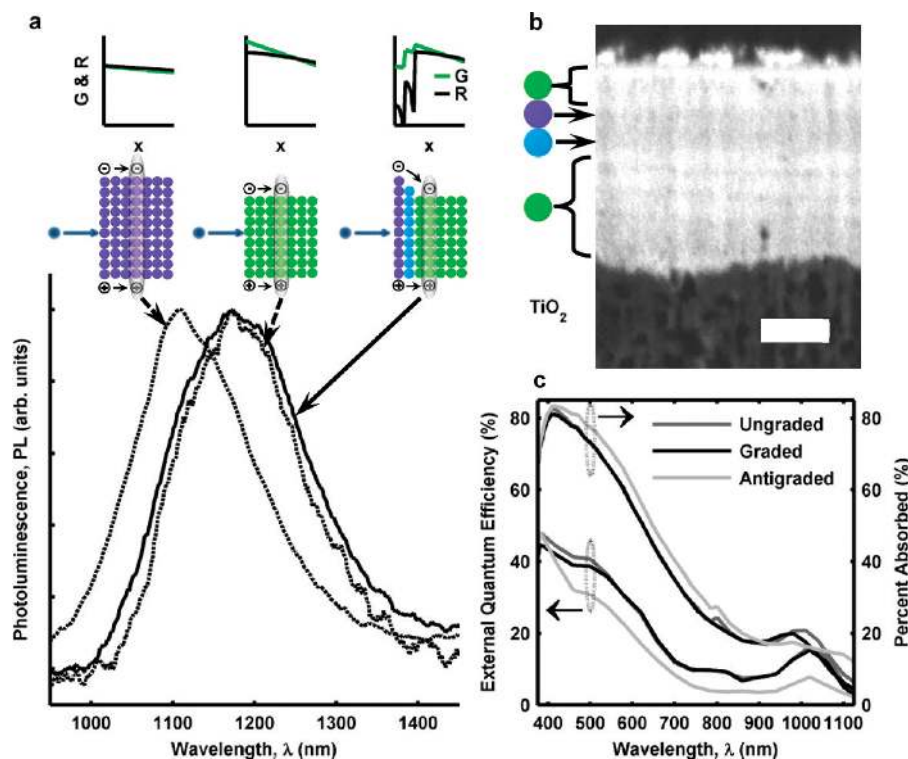 a
G & R
G
R
x
x
x
Photoluminescence, PL (arb. units)
1000
1100
1200
1300
1400
Wavelength, λ (nm)
b
TiO2
c
External Quantum Efficiency (%)
80
60
40
20
0
Ungraded
Graded
Antigraded
80
60
40
20
0
Percent Absorbed (%)
400 500 600 700 800 900 1000 1100
Wavelength, λ (nm)